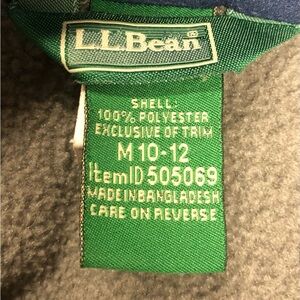 L.L.Bean®
SHELL:
100% POLYESTER
EXCLUSIVE OF TRIM
M 10-12
ItemID 505069
MADE IN BANGLADESH
CARE ON REVERSE